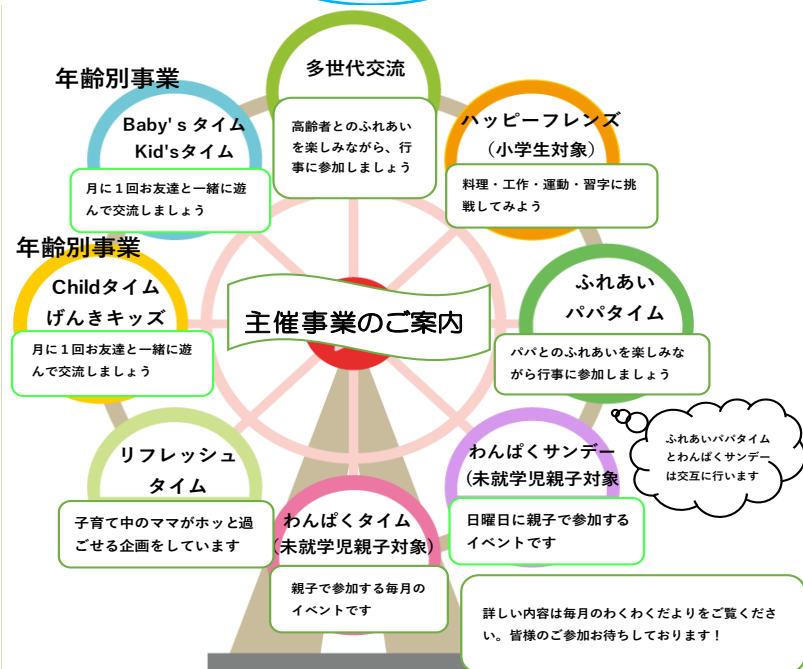 多世代交流
高齢者とのふれあい
を楽しみながら、行
事に参加しましょう
年齢別事業
Baby'sタイム
Kid'sタイム
月に１回お友達と一緒に遊
んで交流しましょう
ハッピーフレンズ
（小学生対象）
料理・工作・運動・習字に挑
戦してみよう
年齢別事業
Childタイム
げんきキッズ
月に１回お友達と一緒に遊
んで交流しましょう
主催事業のご案内
ふれあい
パパタイム
パパとのふれあいを楽しみな
がら行事に参加しましょう
リフレッシュ
タイム
子育て中のママがホッと過
ごせる企画をしています
わんぱくタイム
（未就学児親子対象）
親子で参加する毎月の
イベントです
わんぱくサンデー
(未就学児親子対象
日曜日に親子で参加する
イベントです
ふれあいパパタイム
とわんぱくサンデー
は交互に行います
詳しい内容は毎月のわくわくだよりをご覧くださ
い。皆様のご参加お待ちしております！